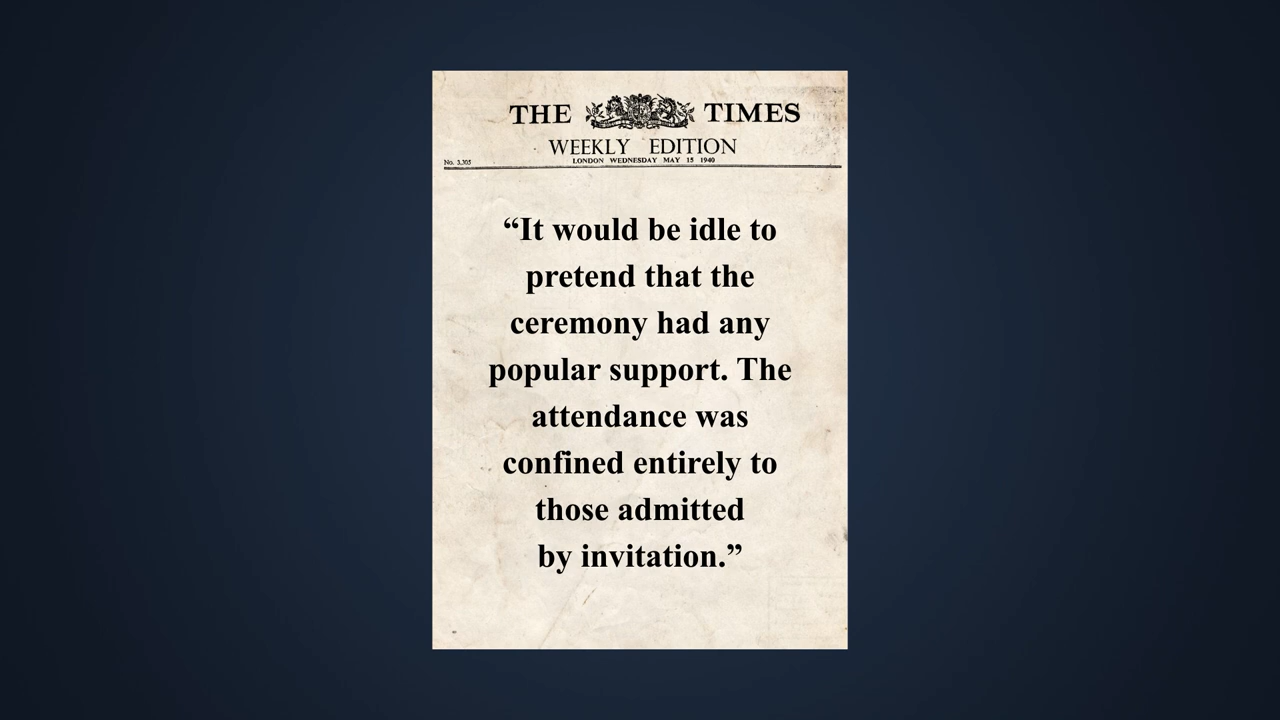 THE TIMES
WEEKLY EDITION
No. 3,305 LONDON WEDNESDAY MAY 15 1940
“It would be idle to
pretend that the
ceremony had any
popular support. The
attendance was
confined entirely to
those admitted
by invitation.”